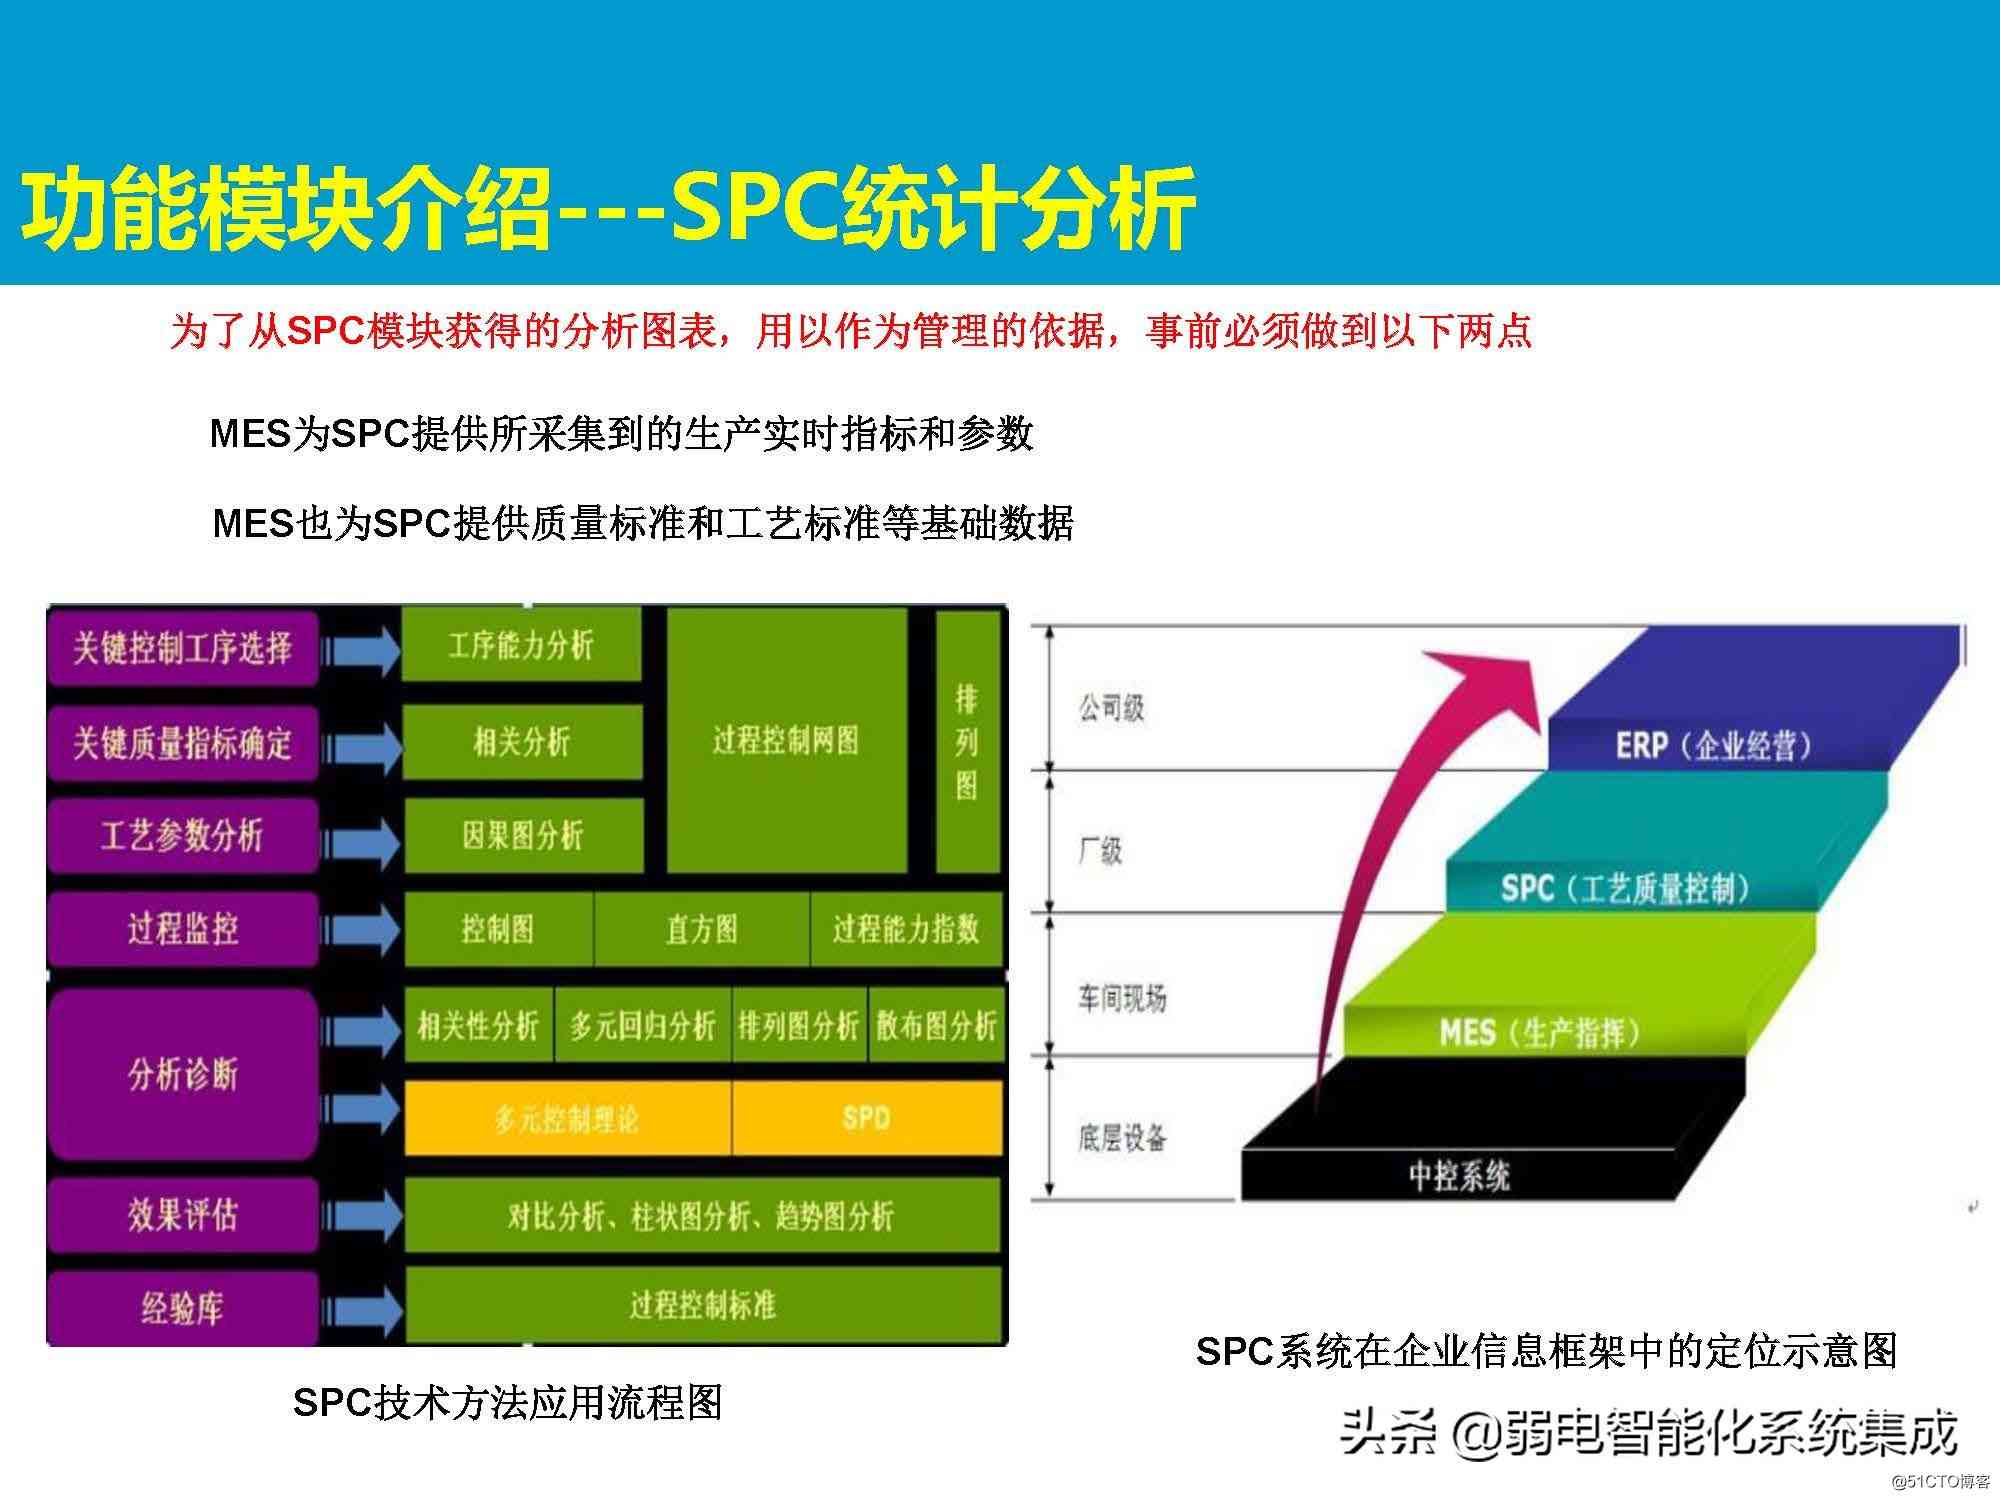 功能模块介绍---SPC统计分析
为了从SPC模块获得的分析图表，用以作为管理的依据，事前必须做到以下两点
MES为SPC提供所采集到的生产实时指标和参数
MES也为SPC提供质量标准和工艺标准等基础数据
关键控制工序选择
工序能力分析
关键质量指标确定
相关分析
工艺参数分析
因果图分析
过程控制网图
排列图
过程监控
控制图
直方图
过程能力指数
分析诊断
相关性分析
多元回归分析
排列图分析
散布图分析
多元控制理论
SPD
效果评估
对比分析、柱状图分析、趋势图分析
经验库
过程控制标准
SPC技术方法应用流程图
公司级
ERP（企业经营）
厂级
SPC（工艺质量控制）
车间现场
MES（生产指挥）
底层设备
中控系统
SPC系统在企业信息框架中的定位示意图
头条 @弱电智能化系统集成
@51CTO博客